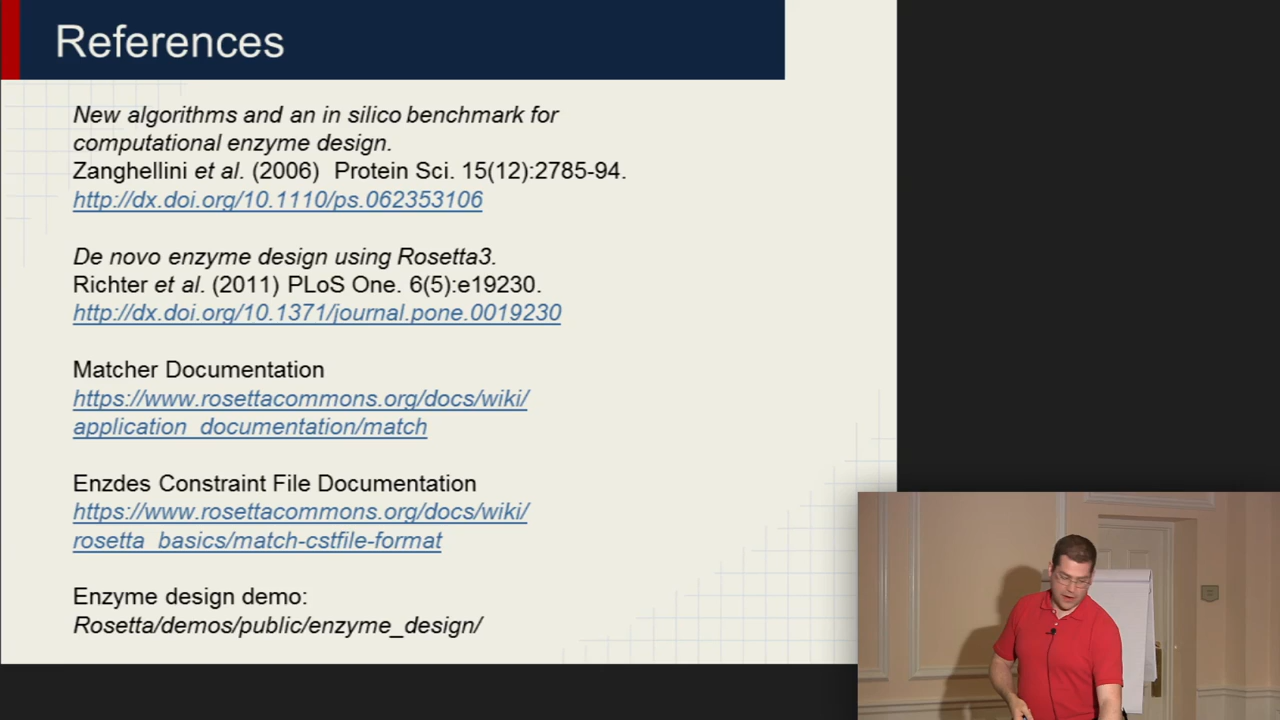 References
New algorithms and an in silico benchmark for
computational enzyme design.
Zanghellini et al. (2006) Protein Sci. 15(12):2785-94.
http://dx.doi.org/10.1110/ps.062353106
De novo enzyme design using Rosetta3.
Richter et al. (2011) PLoS One. 6(5):e19230.
http://dx.doi.org/10.1371/journal.pone.0019230
Matcher Documentation
https://www.rosettacommons.org/docs/wiki/
application_documentation/match
Enzdes Constraint File Documentation
https://www.rosettacommons.org/docs/wiki/
rosetta_basics/match-cstfile-format
Enzyme design demo:
Rosetta/demos/public/enzyme_design/